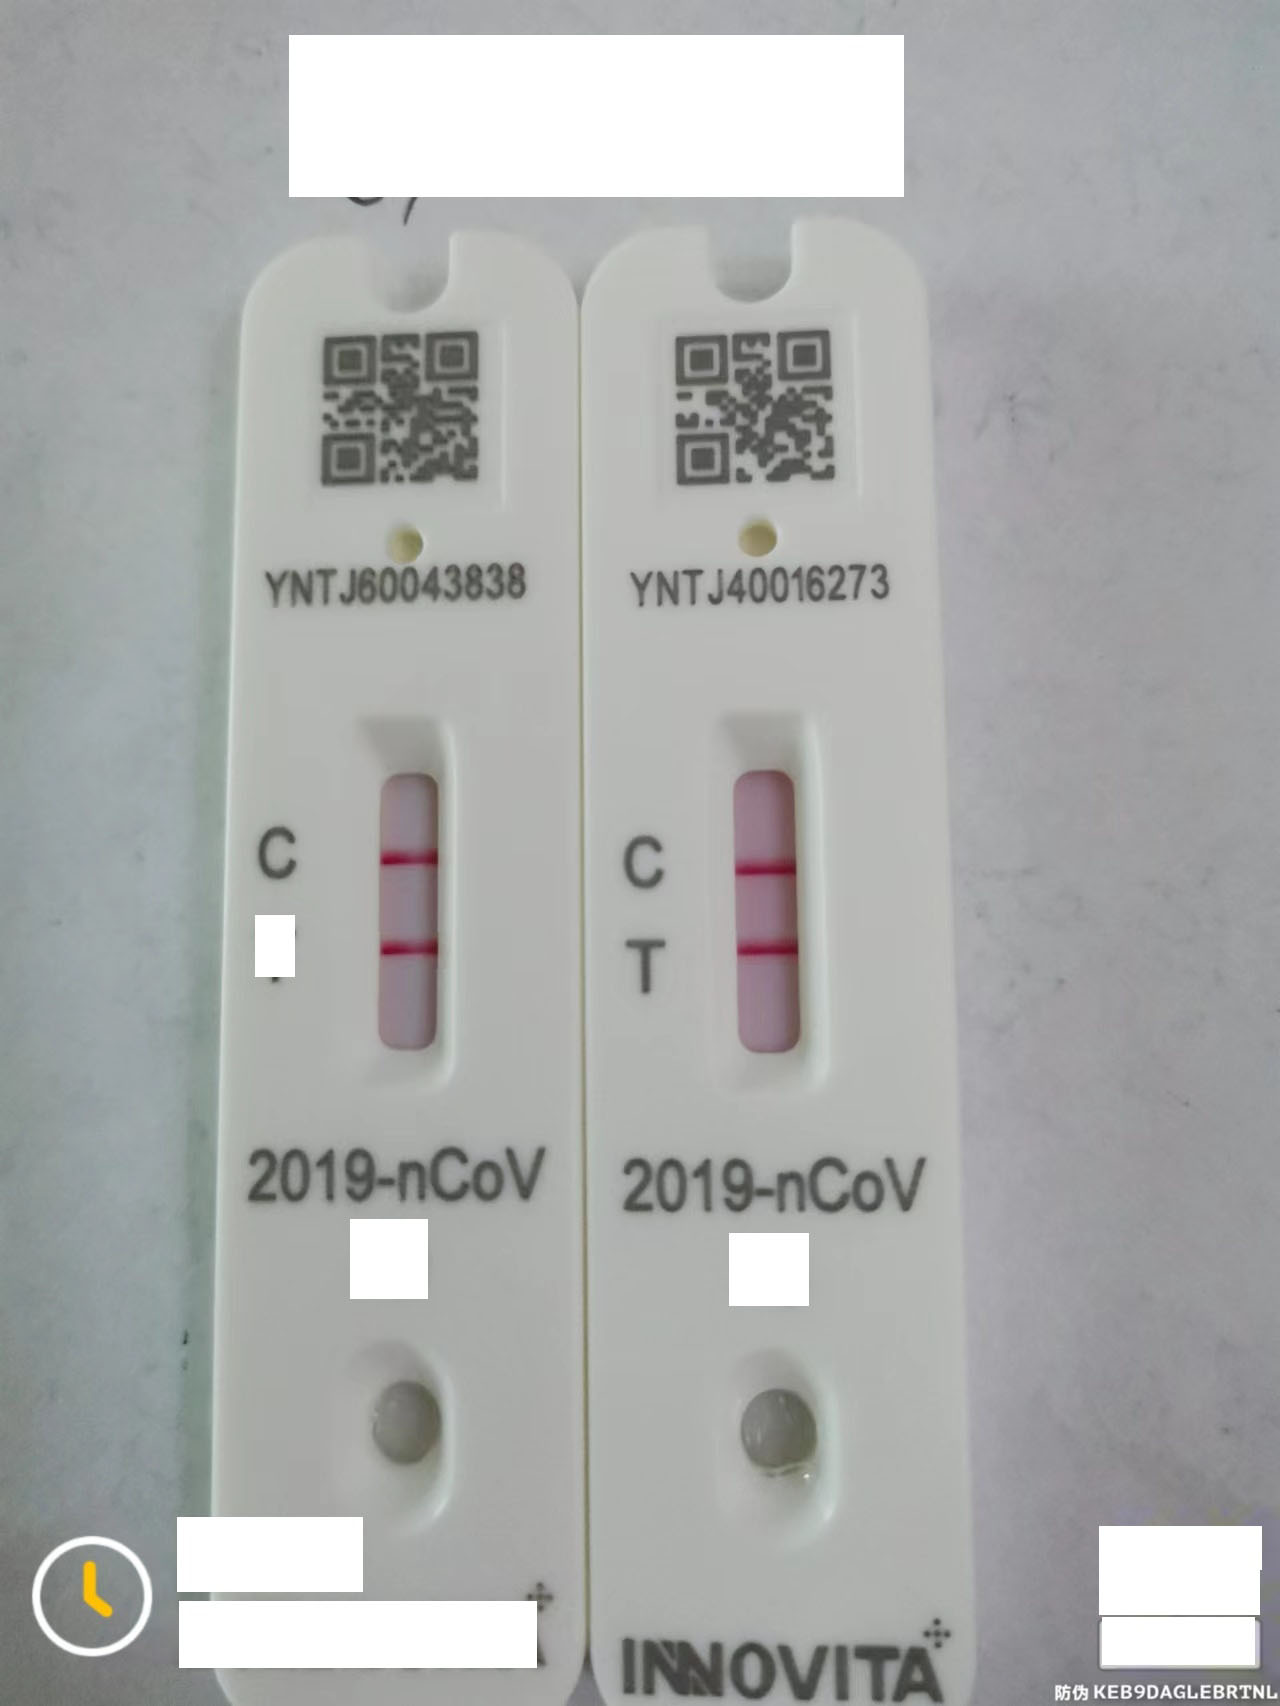 YNTJ60043838
YNTJ40016273
C
C
T
2019-nCoV
2019-nCoV
INNOVITA
防伪 KEB9DAGLEBRTNL